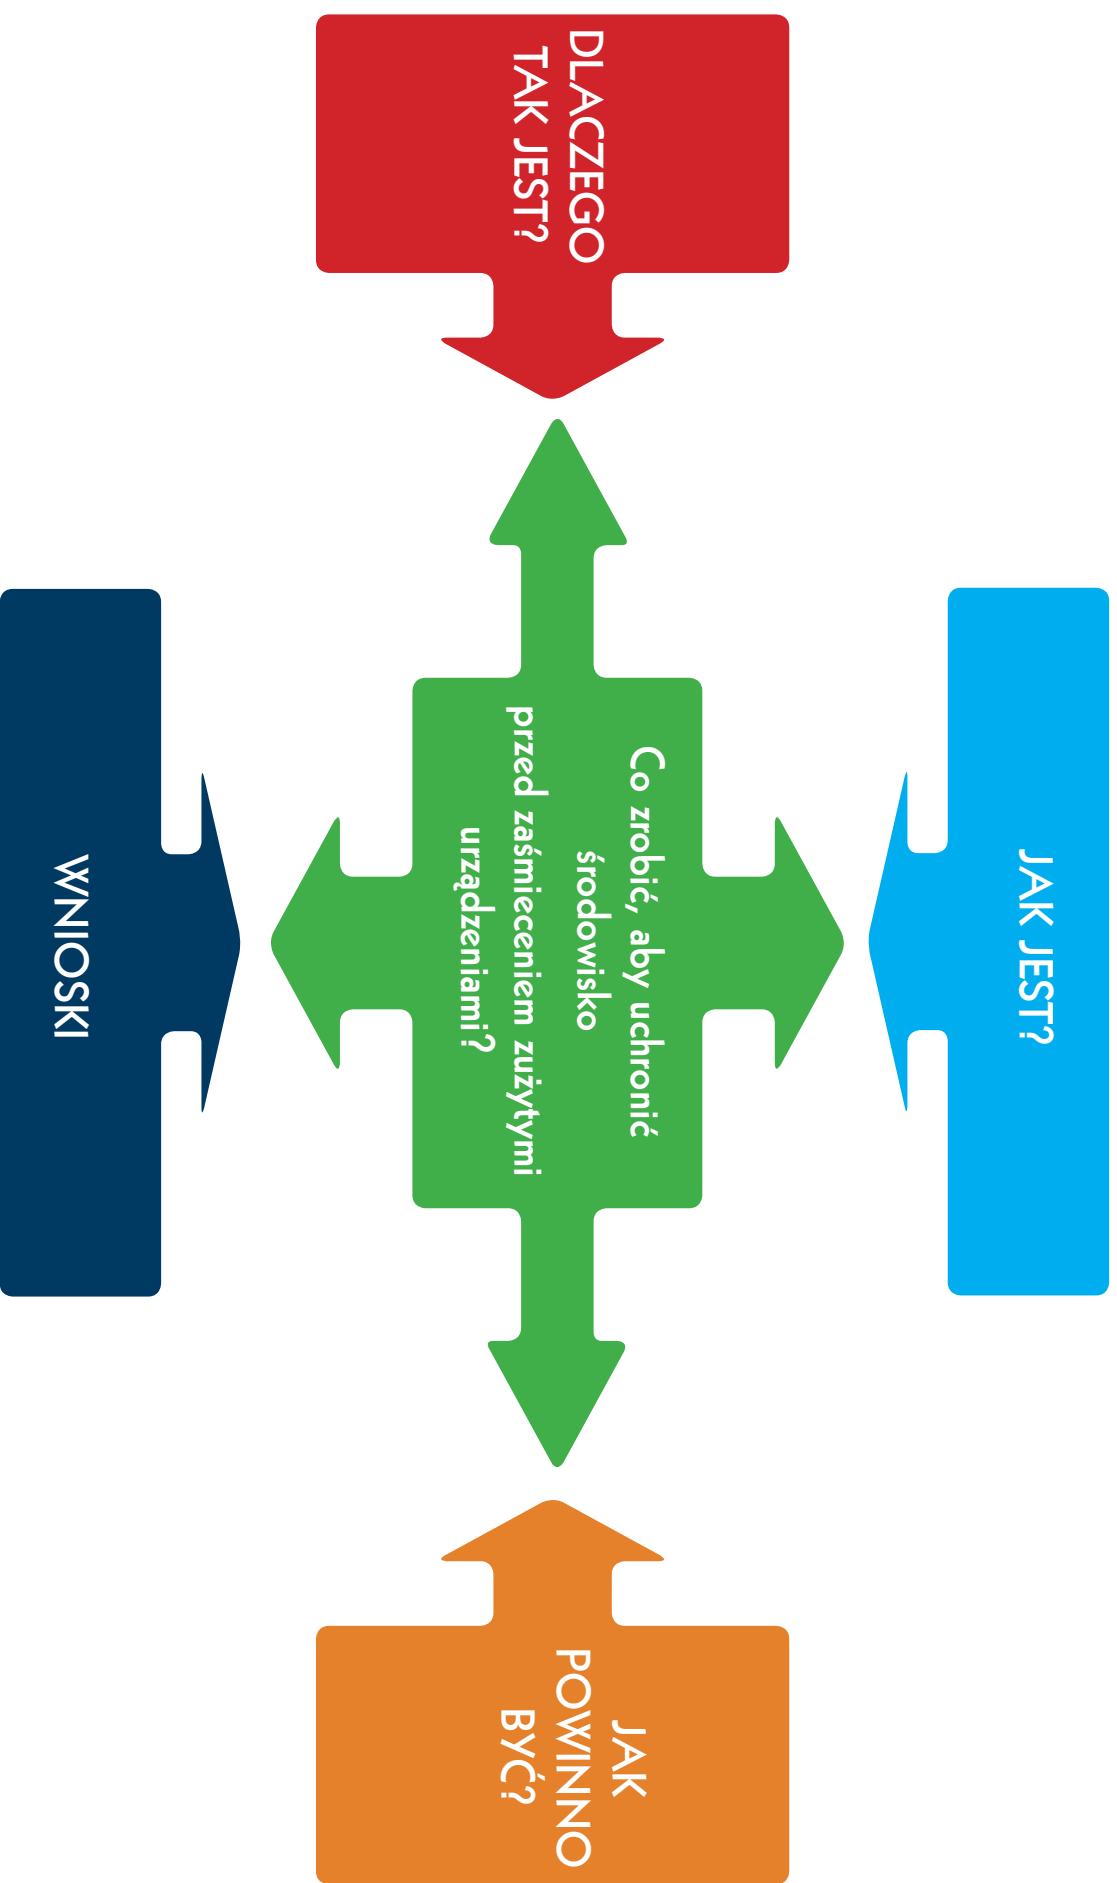 JAK JEST?
DLACZEGO
TAK JEST?
Co zrobić, aby uchronić
środowisko
przed zaśmieceniem zużytymi
urządzeniami?
JAK
POWINNO
BYĆ?
WNIOSKI